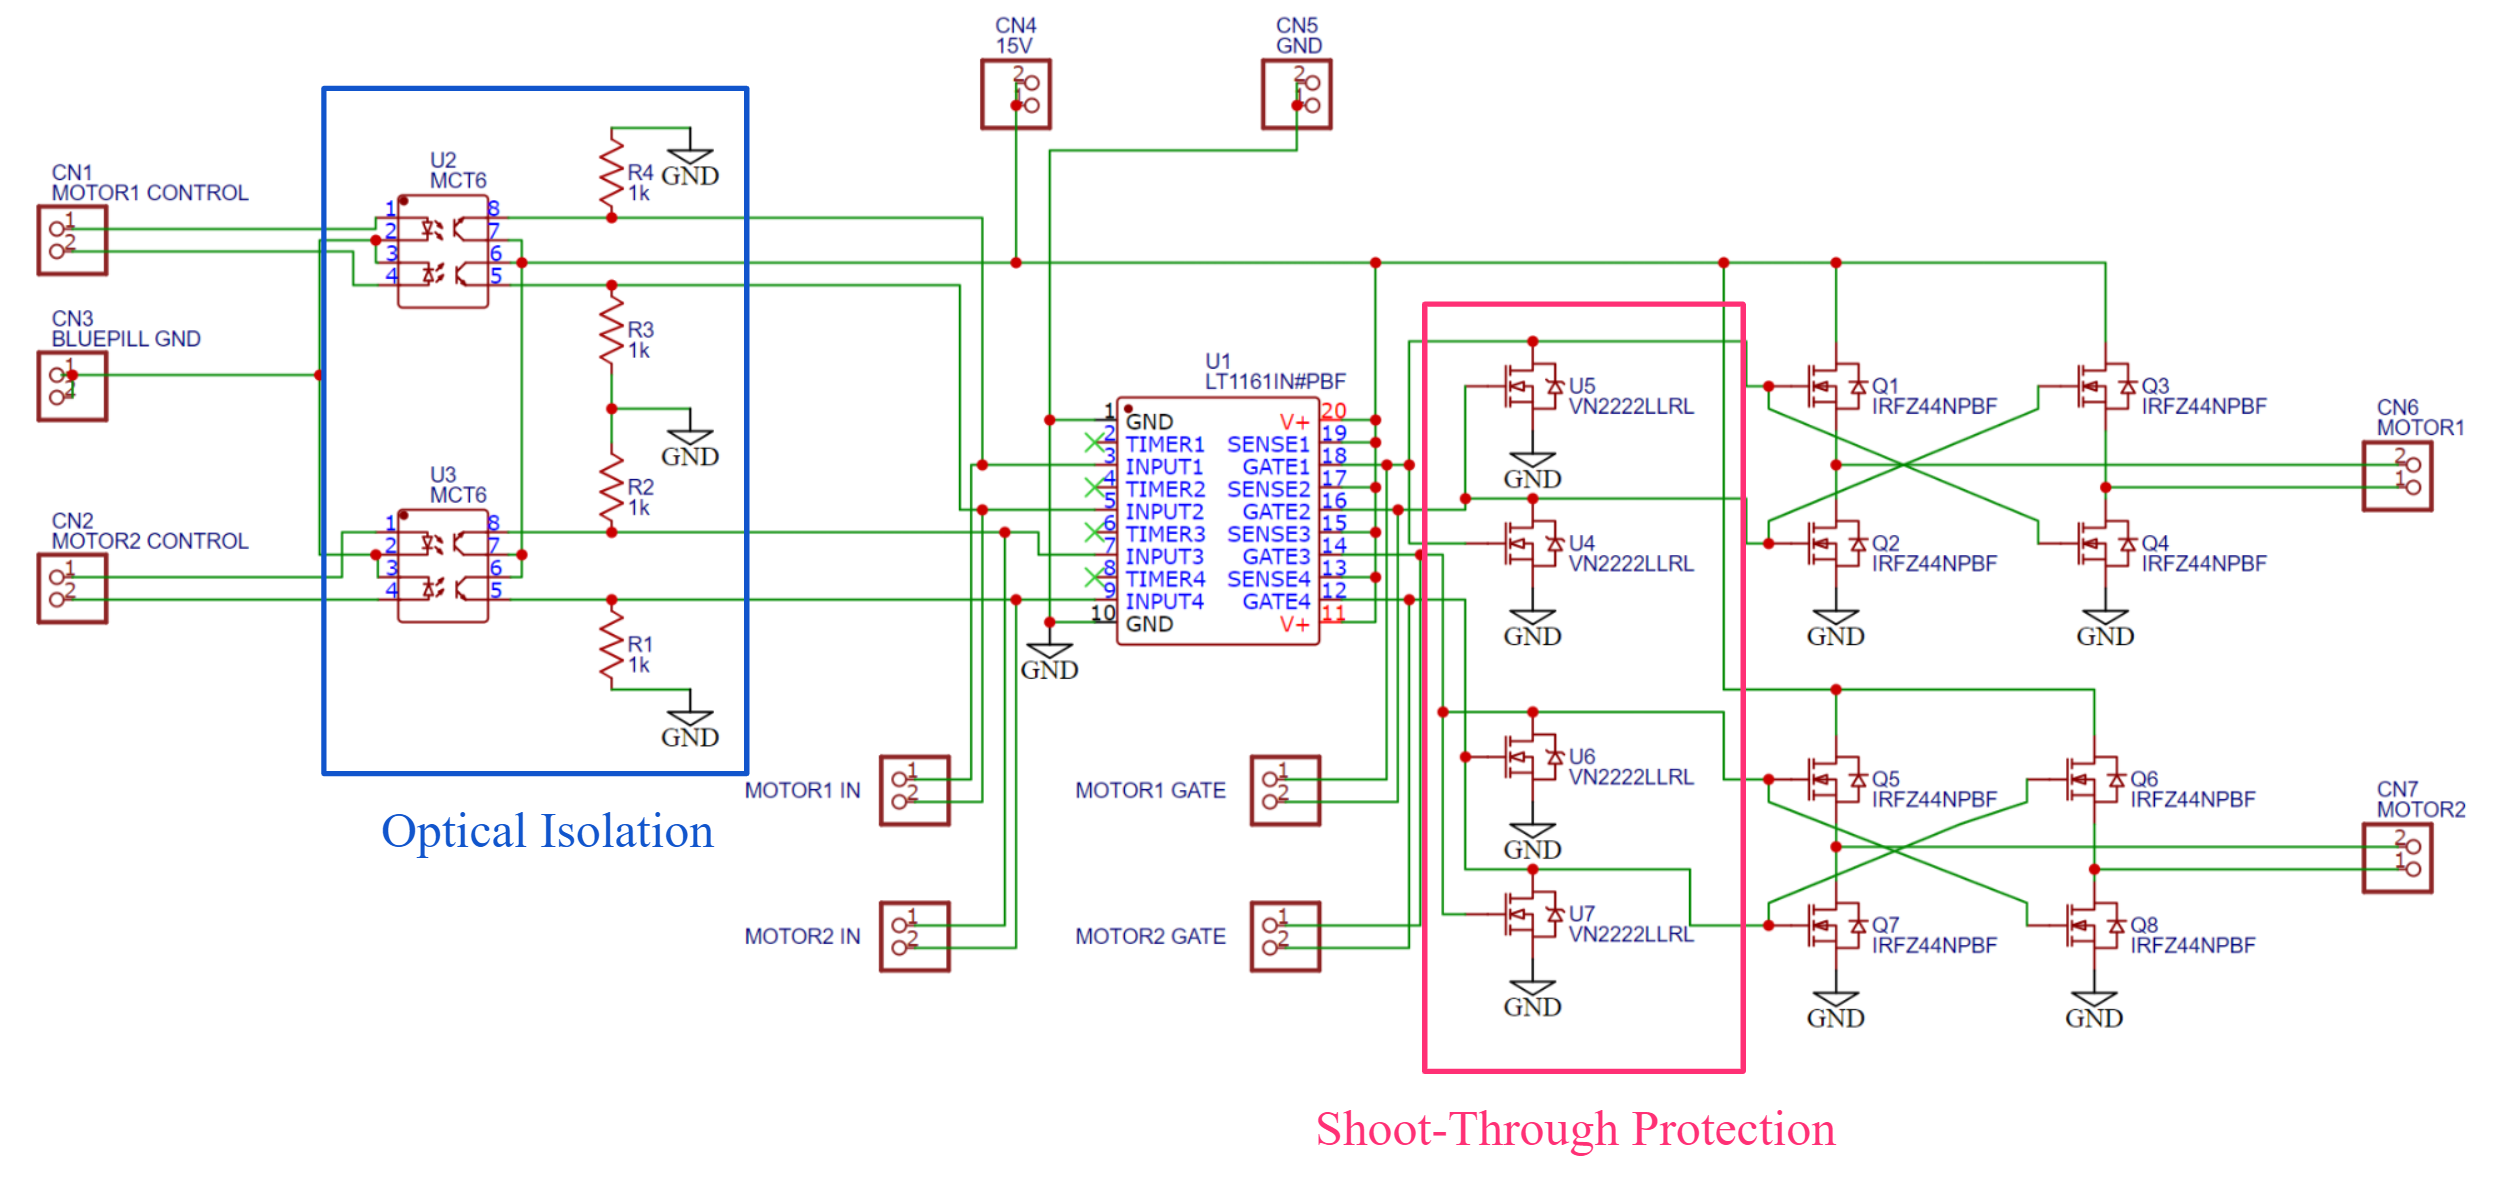 CN4
15V
2
1
CN5
GND
2
1
CN1
MOTOR1 CONTROL
1
2
U2
MCT6
1
2
3
4
8
7
6
5
R4
1k
GND
CN3
BLUEPILL GND
1
2
R3
1k
GND
R2
1k
U3
MCT6
1
2
3
4
8
7
6
5
CN2
MOTOR2 CONTROL
1
2
R1
1k
GND
Optical Isolation
U1
LT1161IN#PBF
1 GND
2 TIMER1
3 INPUT1
4 TIMER2
5 INPUT2
6 TIMER3
7 INPUT3
8 TIMER4
9 INPUT4
10 GND
V+ 20
SENSE1 19
GATE1 18
SENSE2 17
GATE2 16
SENSE3 15
GATE3 14
SENSE4 13
GATE4 12
V+ 11
GND
MOTOR1 IN
1
2
MOTOR2 IN
1
2
MOTOR1 GATE
1
2
MOTOR2 GATE
1
2
U5
VN2222LLRL
GND
U4
VN2222LLRL
GND
U6
VN2222LLRL
GND
U7
VN2222LLRL
GND
Shoot-Through Protection
Q1
IRFZ44NPBF
Q3
IRFZ44NPBF
Q2
IRFZ44NPBF
GND
Q4
IRFZ44NPBF
GND
CN6
MOTOR1
2
1
Q5
IRFZ44NPBF
Q6
IRFZ44NPBF
Q7
IRFZ44NPBF
GND
Q8
IRFZ44NPBF
GND
CN7
MOTOR2
2
1